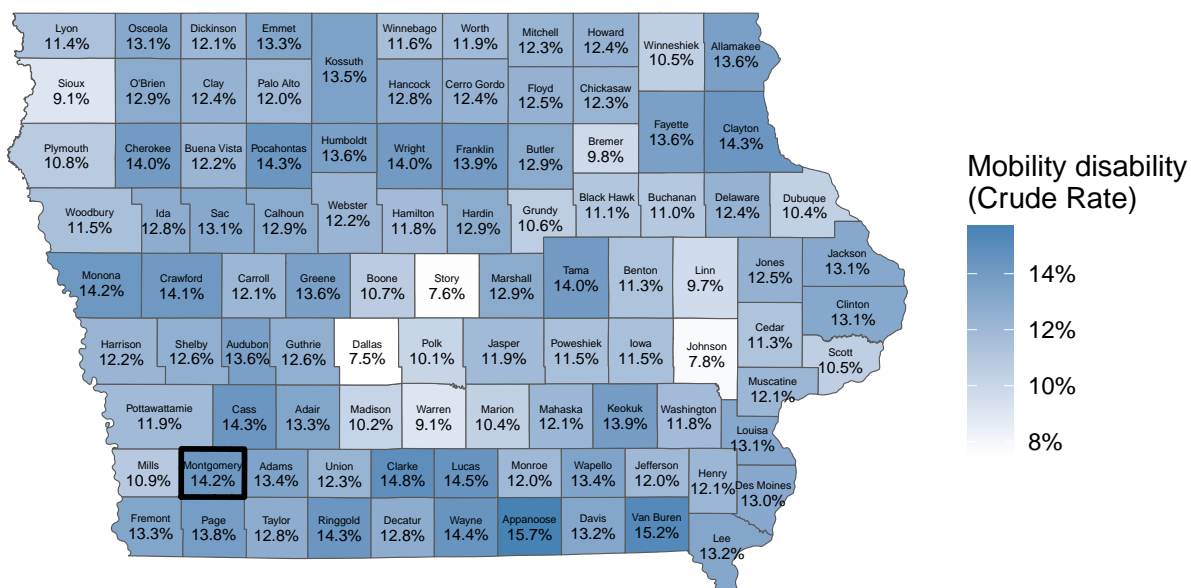 Lyon
11.4%
Osceola
13.1%
Dickinson
12.1%
Emmet
13.3%
Kossuth
13.5%
Winnebago
11.6%
Worth
11.9%
Mitchell
12.3%
Howard
12.4%
Winneshiek
10.5%
Allamakee
13.6%
Sioux
9.1%
O'Brien
12.9%
Clay
12.4%
Palo Alto
12.0%
Hancock
12.8%
Cerro Gordo
12.4%
Floyd
12.5%
Chickasaw
12.3%
Plymouth
10.8%
Cherokee
14.0%
Buena Vista
12.2%
Pocahontas
14.3%
Humboldt
13.6%
Wright
14.0%
Franklin
13.9%
Butler
12.9%
Bremer
9.8%
Fayette
13.6%
Clayton
14.3%
Woodbury
11.5%
Ida
12.8%
Sac
13.1%
Calhoun
12.9%
Webster
12.2%
Hamilton
11.8%
Hardin
12.9%
Grundy
10.6%
Black Hawk
11.1%
Buchanan
11.0%
Delaware
12.4%
Dubuque
10.4%
Monona
14.2%
Crawford
14.1%
Carroll
12.1%
Greene
13.6%
Boone
10.7%
Story
7.6%
Marshall
12.9%
Tama
14.0%
Benton
11.3%
Linn
9.7%
Jones
12.5%
Jackson
13.1%
Clinton
13.1%
Harrison
12.2%
Shelby
12.6%
Audubon
13.6%
Guthrie
12.6%
Dallas
7.5%
Polk
10.1%
Jasper
11.9%
Poweshiek
11.5%
Iowa
11.5%
Johnson
7.8%
Cedar
11.3%
Scott
10.5%
Muscatine
12.1%
Pottawattamie
11.9%
Cass
14.3%
Adair
13.3%
Madison
10.2%
Warren
9.1%
Marion
10.4%
Mahaska
12.1%
Keokuk
13.9%
Washington
11.8%
Louisa
13.1%
Mills
10.9%
Montgomery
14.2%
Adams
13.4%
Union
12.3%
Clarke
14.8%
Lucas
14.5%
Monroe
12.0%
Wapello
13.4%
Jefferson
12.0%
Henry
12.1%
Des Moines
13.0%
Fremont
13.3%
Page
13.8%
Taylor
12.8%
Ringgold
14.3%
Decatur
12.8%
Wayne
14.4%
Appanoose
15.7%
Davis
13.2%
Van Buren
15.2%
Lee
13.2%
Mobility disability
(Crude Rate)
14%
12%
10%
8%